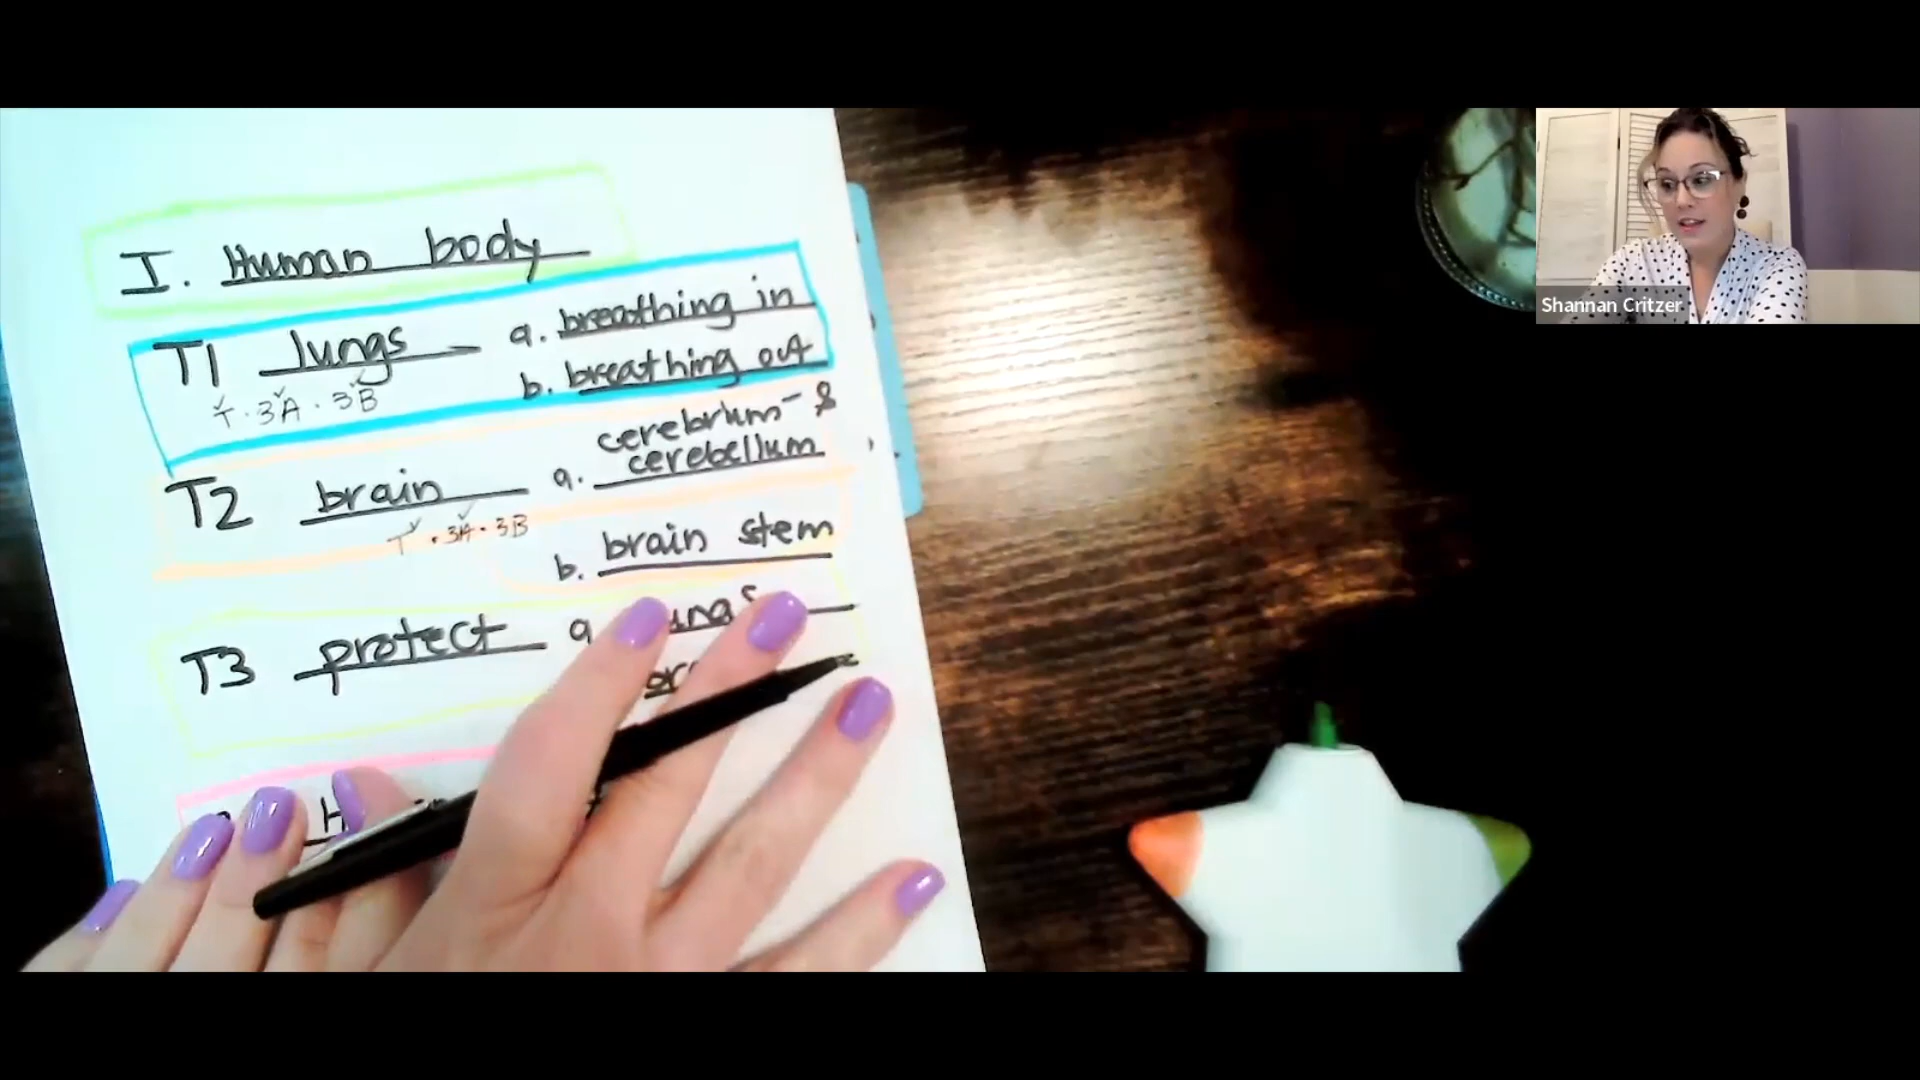 I. Human body
T1 lungs a. breathing in
b. breathing out
T · 3A · 3B
T2 brain a. cerebrum &
cerebellum
T · 3A · 3B
b. brain stem
T3 protect a
Shannan Critzer